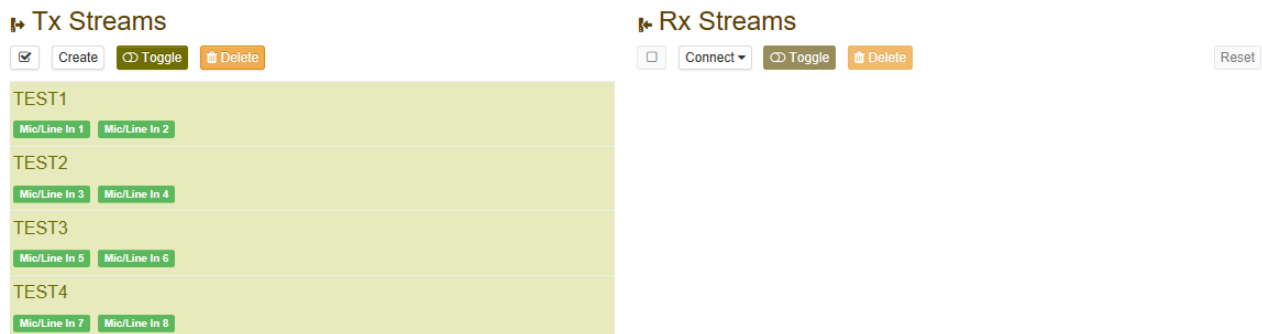 Tx Streams
Create Toggle Delete
TEST1
Mic/Line In 1 Mic/Line In 2
TEST2
Mic/Line In 3 Mic/Line In 4
TEST3
Mic/Line In 5 Mic/Line In 6
TEST4
Mic/Line In 7 Mic/Line In 8
Rx Streams
Connect Toggle Delete Reset